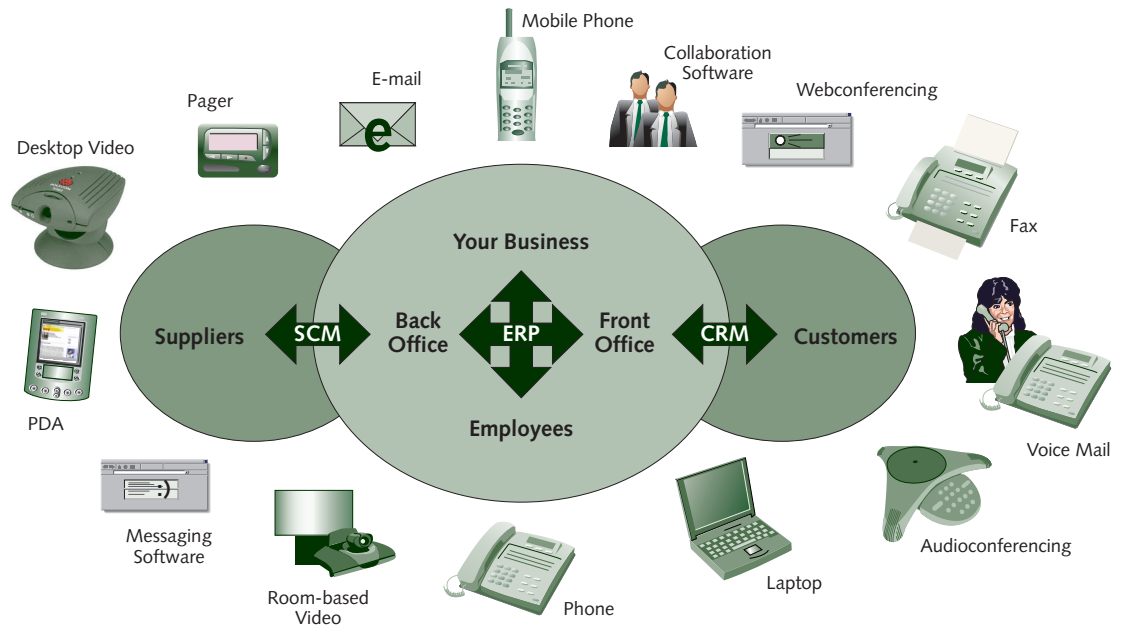 Mobile Phone
Collaboration
Software
E-mail
Webconferencing
Pager
Desktop Video
Fax
Your Business
Suppliers
SCM
Back
Office
ERP
Front
Office
CRM
Customers
PDA
Employees
Voice Mail
Messaging
Software
Audioconferencing
Laptop
Room-based
Video
Phone
e